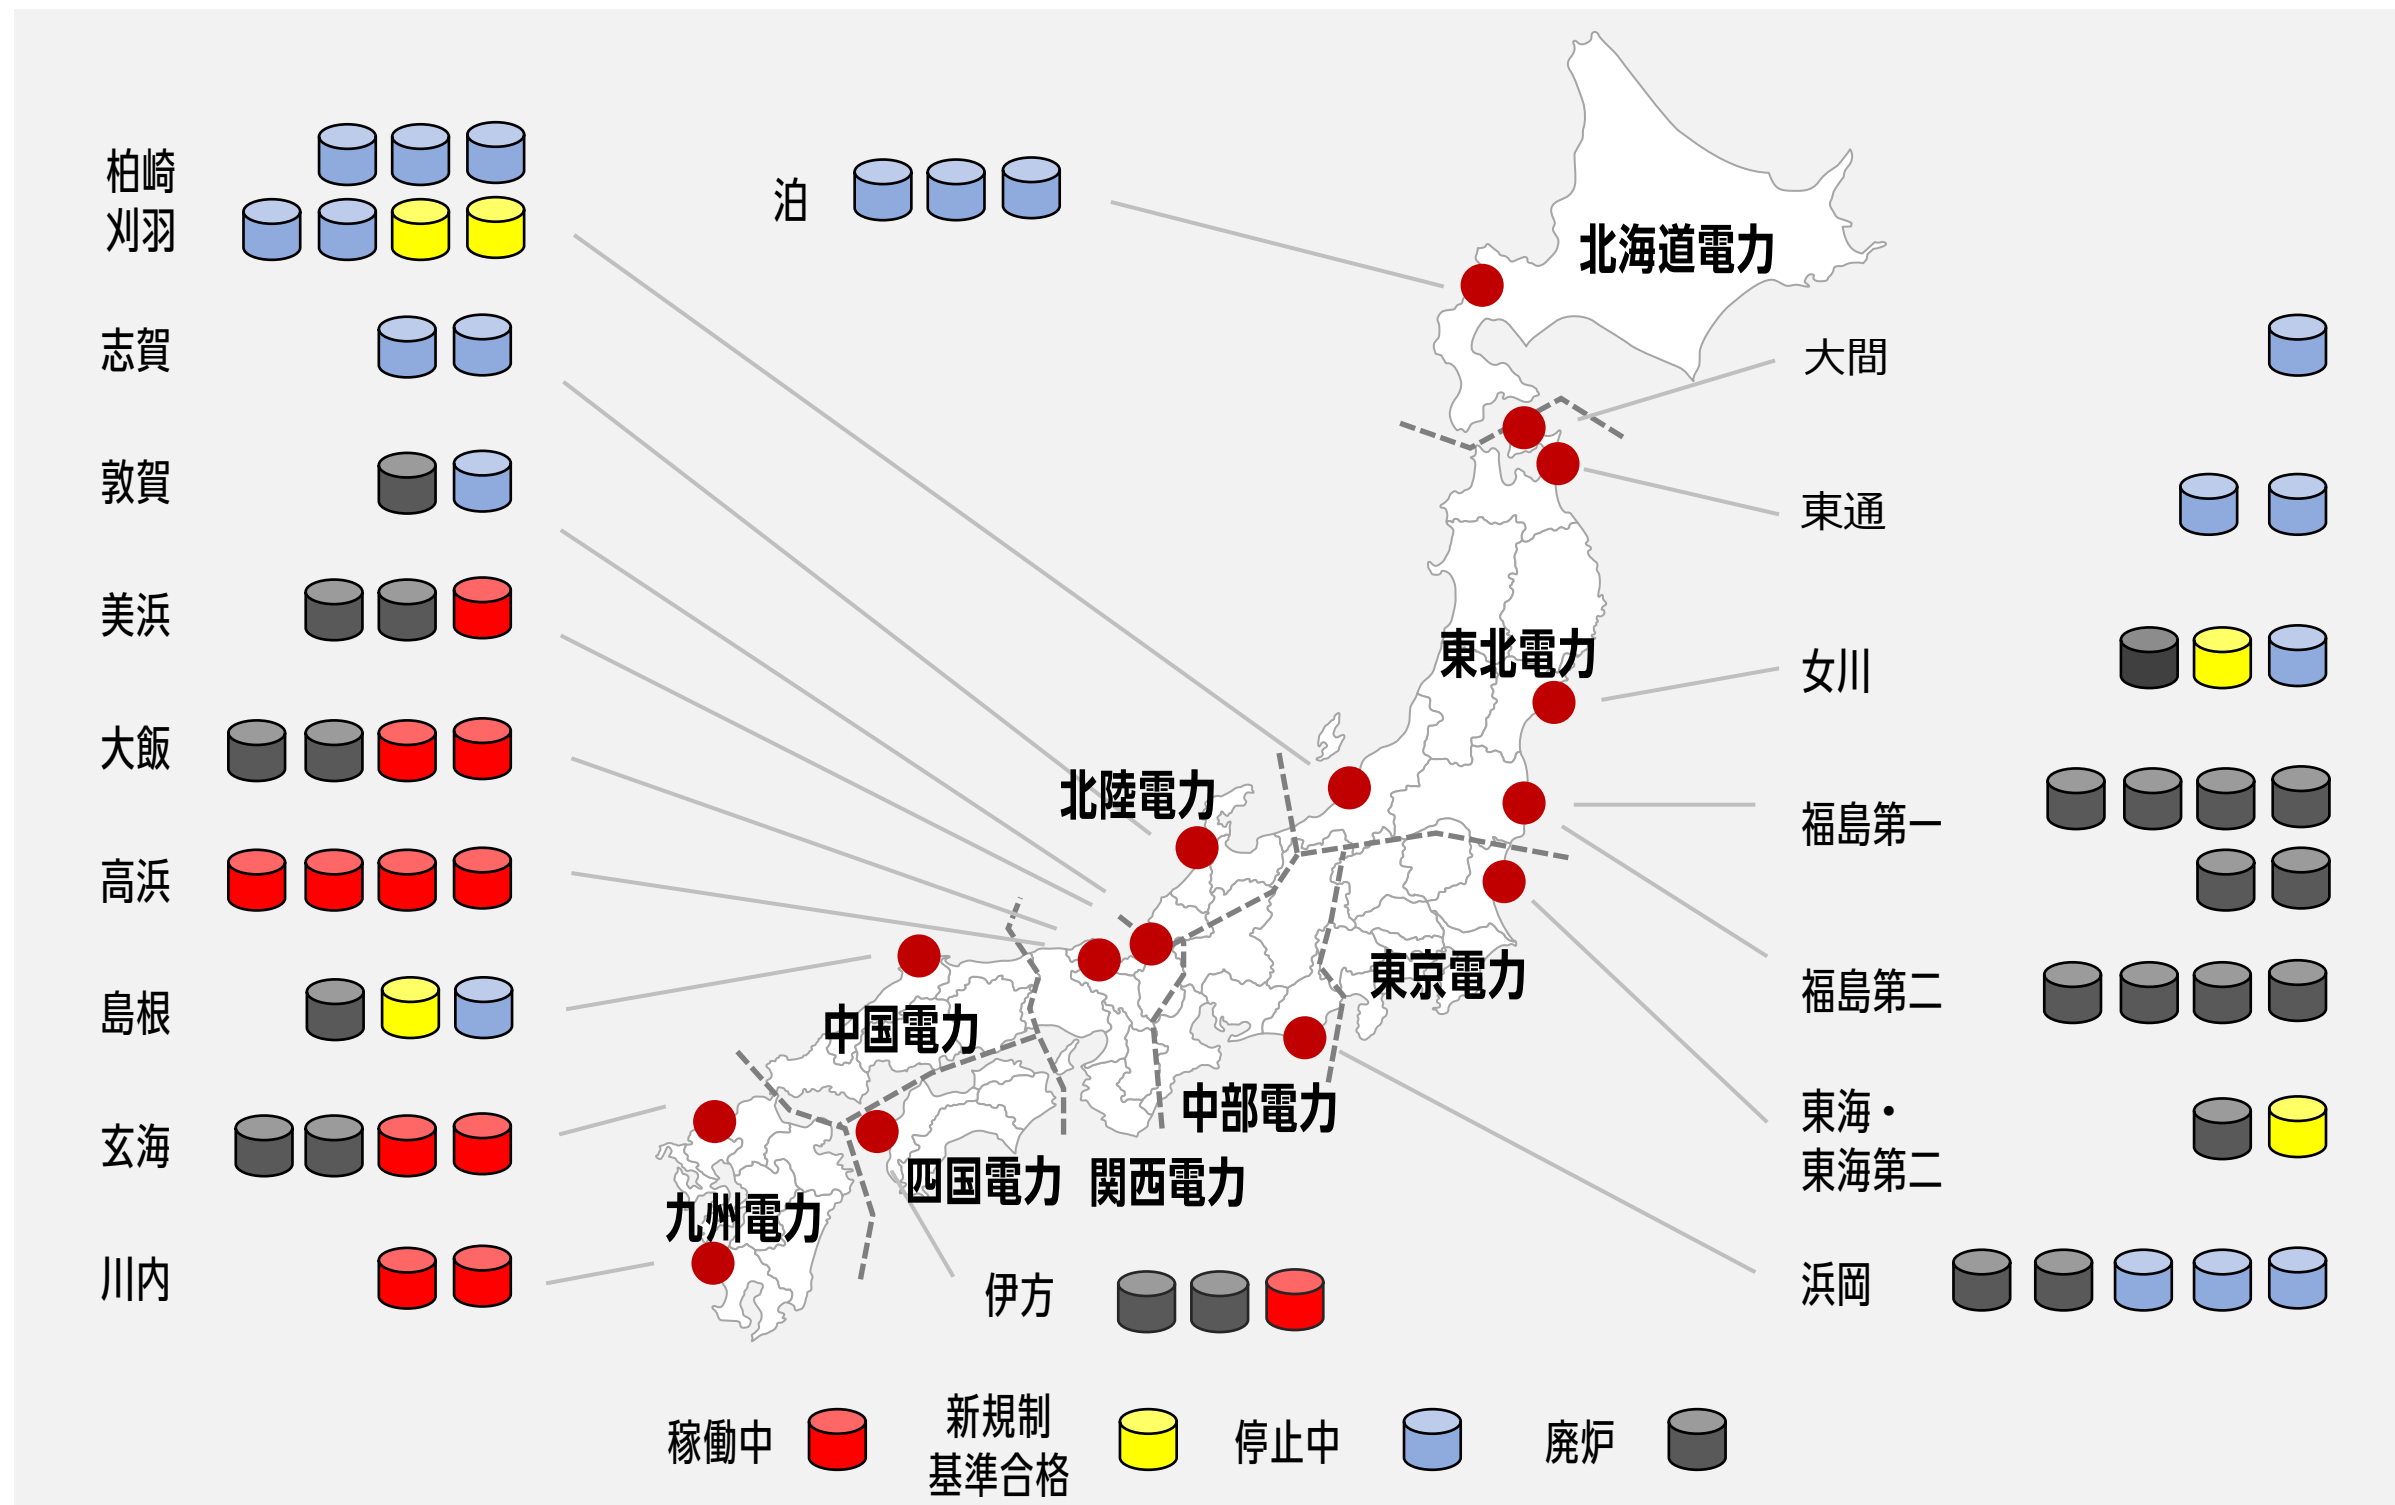 柏崎
刈羽
志賀
敦賀
美浜
大飯
高浜
島根
玄海
川内
泊
北海道電力
東北電力
北陸電力
東京電力
中国電力
中部電力
四国電力
関西電力
九州電力
伊方
大間
東通
女川
福島第一
福島第二
東海・
東海第二
浜岡
稼働中
新規制
基準合格
停止中
廃炉